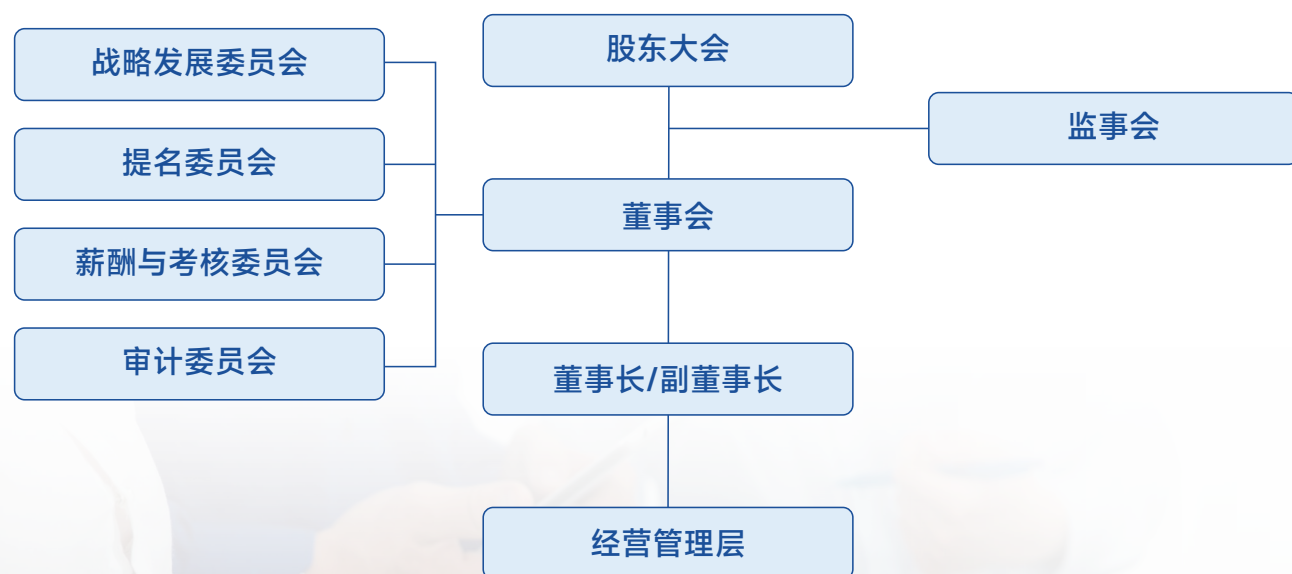 战略发展委员会
提名委员会
薪酬与考核委员会
审计委员会
股东大会
监事会
董事会
董事长/副董事长
经营管理层